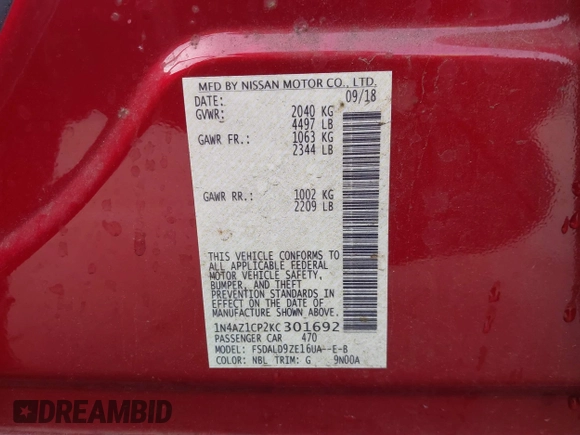 MFD BY NISSAN MOTOR CO., LTD.
DATE: 09/18
GVWR: 2040 KG
4497 LB
GAWR FR.: 1063 KG
2344 LB
GAWR RR.: 1002 KG
2209 LB
THIS VEHICLE CONFORMS TO
ALL APPLICABLE FEDERAL
MOTOR VEHICLE SAFETY,
BUMPER, AND THEFT
PREVENTION STANDARDS IN
EFFECT ON THE DATE OF
MANUFACTURE SHOWN ABOVE.
1N4AZ1CP2KC301692
PASSENGER CAR 470
MODEL: FSDALD9ZE16UA--E-B
COLOR: NBL TRIM: G 9N00A
DREAMBID